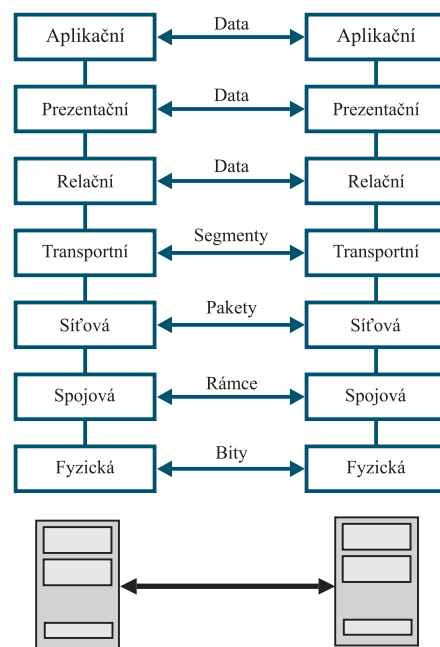 Data
Aplikační
Aplikační
Data
Prezentační
Prezentační
Data
Relační
Relační
Segmenty
Transportní
Transportní
Pakety
Síťová
Síťová
Rámce
Spojová
Spojová
Bity
Fyzická
Fyzická